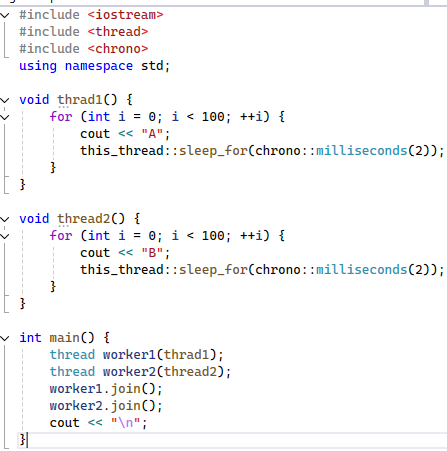 #include <iostream>
#include <thread>
#include <chrono>
using namespace std;

void thrad1() {
    for (int i = 0; i < 100; ++i) {
        cout << "A";
        this_thread::sleep_for(chrono::milliseconds(2));
    }
}

void thread2() {
    for (int i = 0; i < 100; ++i) {
        cout << "B";
        this_thread::sleep_for(chrono::milliseconds(2));
    }
}

int main() {
    thread worker1(thrad1);
    thread worker2(thread2);
    worker1.join();
    worker2.join();
    cout << "\n";
}